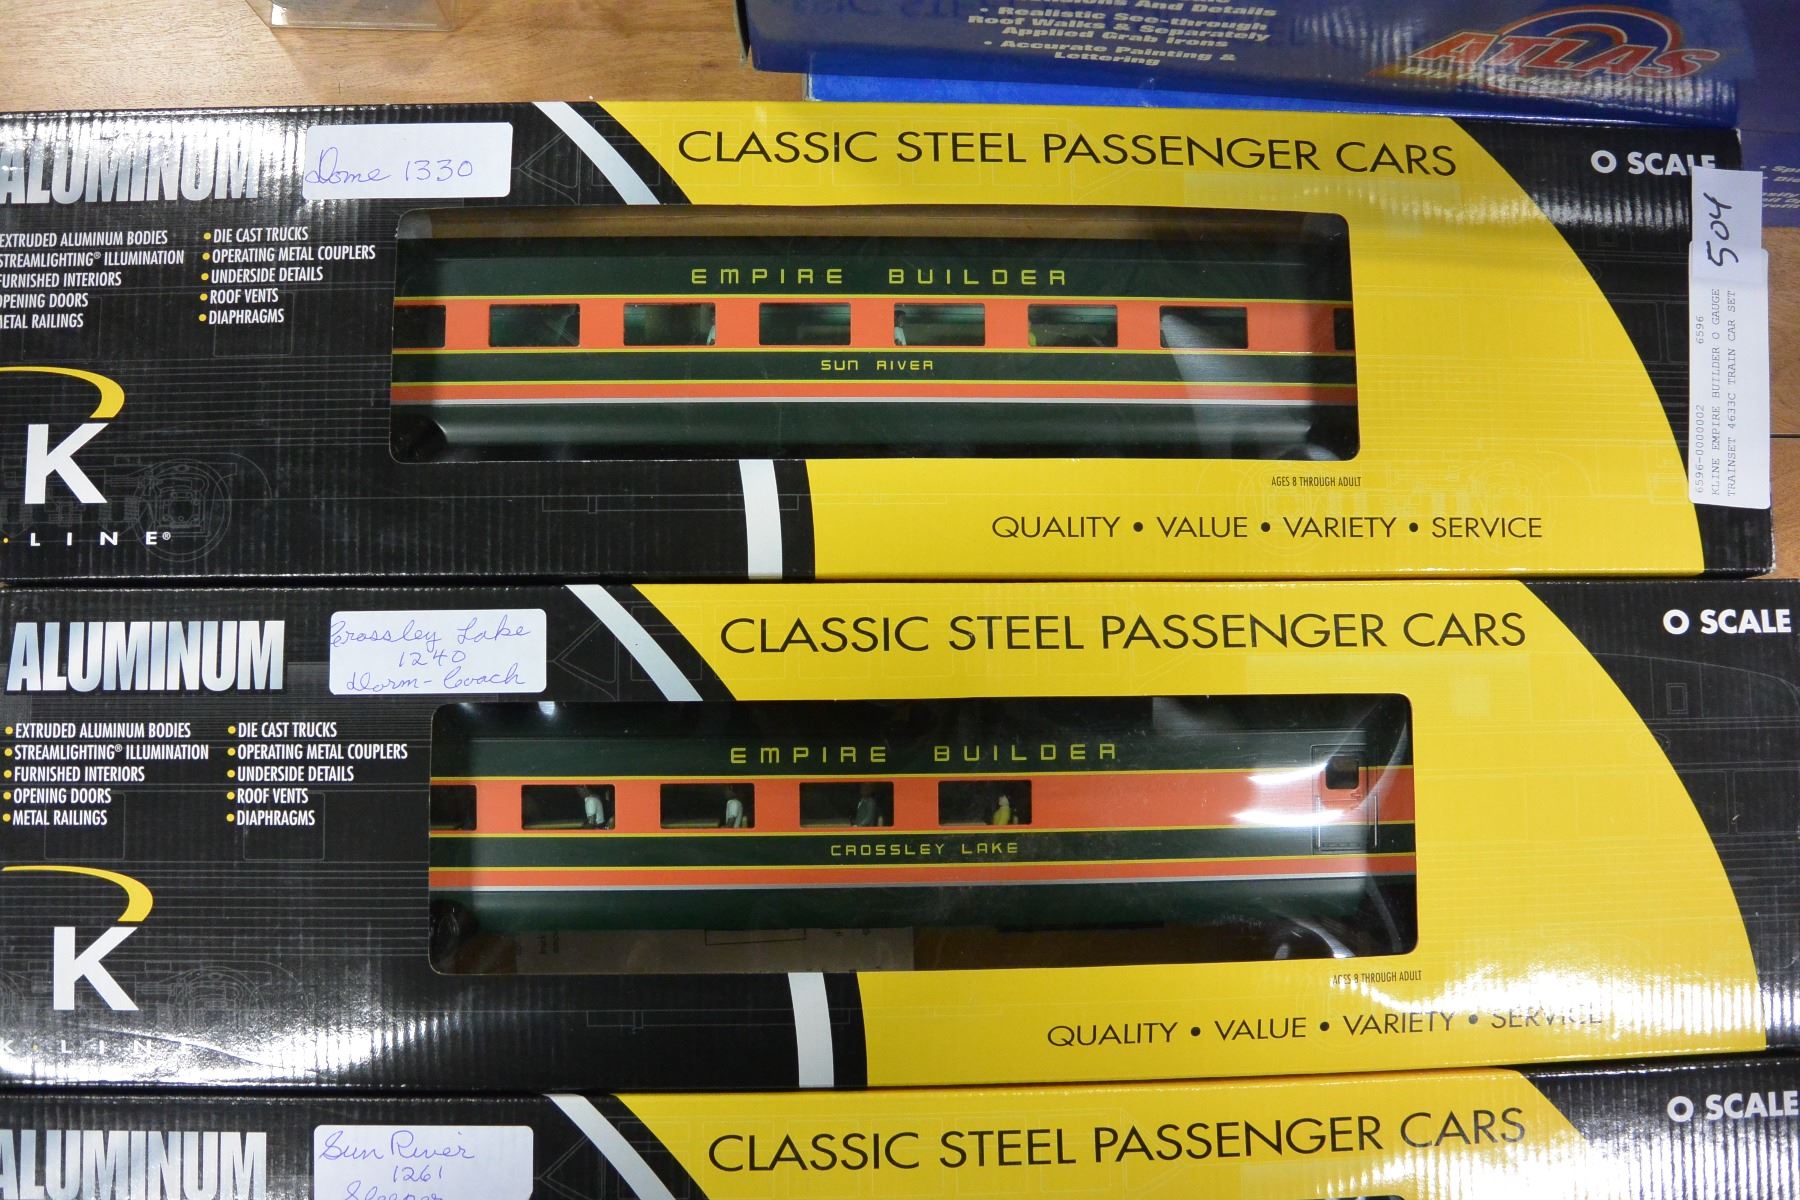 Roof Walks & Separately
Applied Grab Irons
• Accurate Painting &
Lettering
ATLAS
ALUMINUM
Dome 1330
CLASSIC STEEL PASSENGER CARS
O SCALE
EXTRUDED ALUMINUM BODIES
STREAMLIGHTING® ILLUMINATION
FURNISHED INTERIORS
OPENING DOORS
METAL RAILINGS
• DIE CAST TRUCKS
• OPERATING METAL COUPLERS
• UNDERSIDE DETAILS
• ROOF VENTS
• DIAPHRAGMS
EMPIRE BUILDER
SUN RIVER
K
LINE®
AGES 8 THROUGH ADULT
QUALITY • VALUE • VARIETY • SERVICE
504
6596-0000002 6596
KLINE EMPIRE BUILDER O GAUGE
TRAINSET 4633C TRAIN CAR SET
ALUMINUM
Crossley Lake
1240
Dorm-Coach
CLASSIC STEEL PASSENGER CARS
O SCALE
• EXTRUDED ALUMINUM BODIES
• STREAMLIGHTING® ILLUMINATION
• FURNISHED INTERIORS
• OPENING DOORS
• METAL RAILINGS
• DIE CAST TRUCKS
• OPERATING METAL COUPLERS
• UNDERSIDE DETAILS
• ROOF VENTS
• DIAPHRAGMS
EMPIRE BUILDER
CROSSLEY LAKE
K
K·LINE
AGES 8 THROUGH ADULT
QUALITY • VALUE • VARIETY • SERVICE
ALUMINUM
Sun River
1261
Sleeper
CLASSIC STEEL PASSENGER CARS
O SCALE